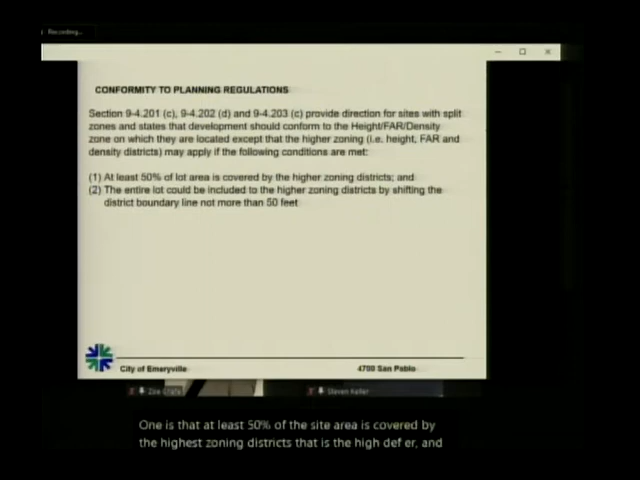 Recording...
CONFORMITY TO PLANNING REGULATIONS
Section 9-4.201 (c), 9-4.202 (d) and 9-4.203 (c) provide direction for sites with split
zones and states that development should conform to the Height/FAR/Density
zone on which they are located except that the higher zoning (i.e. height, FAR and
density districts) may apply if the following conditions are met:
(1) At least 50% of lot area is covered by the higher zoning districts; and
(2) The entire lot could be included to the higher zoning districts by shifting the
district boundary line not more than 50 feet
City of Emeryville
4700 San Pablo
Steven Keller
One is that at least 50% of the site area is covered by
the highest zoning districts that is the high def er, and